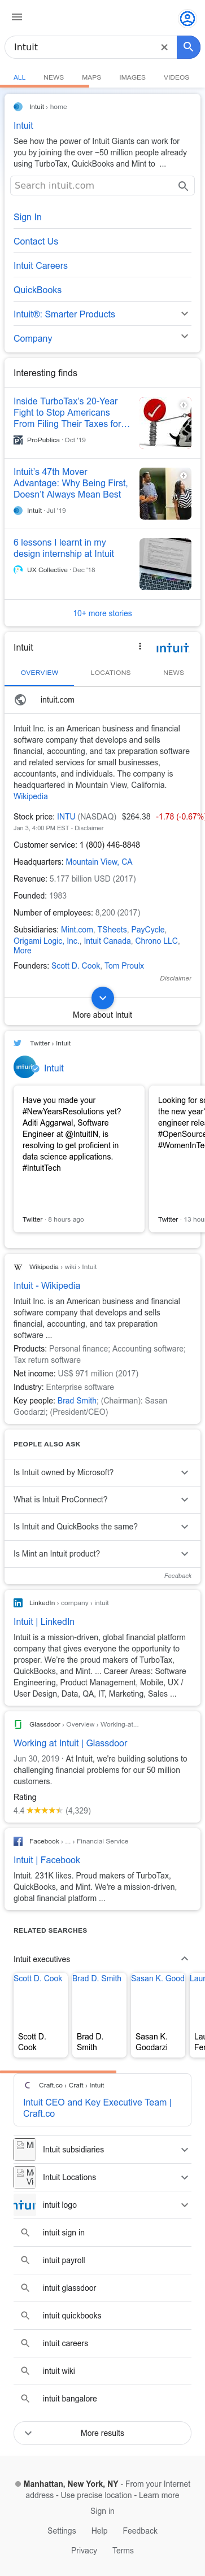 Intuit
ALL NEWS MAPS IMAGES VIDEOS
Intuit › home
Intuit
See how the power of Intuit Giants can work for
you by joining the over ~50 million people already
using TurboTax, QuickBooks and Mint to ...
Search intuit.com
Sign In
Contact Us
Intuit Careers
QuickBooks
Intuit®: Smarter Products
Company
Interesting finds
Inside TurboTax's 20-Year
Fight to Stop Americans
From Filing Their Taxes for...
ProPublica · Oct '19
Intuit's 47th Mover
Advantage: Why Being First,
Doesn't Always Mean Best
Intuit · Jul '19
6 lessons I learnt in my
design internship at Intuit
UX Collective · Dec '18
10+ more stories
Intuit
intuit
OVERVIEW LOCATIONS NEWS
intuit.com
Intuit Inc. is an American business and financial
software company that develops and sells
financial, accounting, and tax preparation software
and related services for small businesses,
accountants, and individuals. The company is
headquartered in Mountain View, California.
Wikipedia
Stock price: INTU (NASDAQ) $264.38 -1.78 (-0.67%
Jan 3, 4:00 PM EST - Disclaimer
Customer service: 1 (800) 446-8848
Headquarters: Mountain View, CA
Revenue: 5.177 billion USD (2017)
Founded: 1983
Number of employees: 8,200 (2017)
Subsidiaries: Mint.com, TSheets, PayCycle,
Origami Logic, Inc., Intuit Canada, Chrono LLC,
More
Founders: Scott D. Cook, Tom Proulx
Disclaimer
More about Intuit
Twitter › Intuit
intuit
Intuit
Have you made your
#NewYearsResolutions yet?
Aditi Aggarwal, Software
Engineer at @IntuitIN, is
resolving to get proficient in
data science applications.
#IntuitTech
Twitter · 8 hours ago
Looking for so
the new year?
engineer relea
#OpenSource
#WomenInTe
Twitter · 13 hou
Wikipedia › wiki › Intuit
Intuit - Wikipedia
Intuit Inc. is an American business and financial
software company that develops and sells
financial, accounting, and tax preparation
software ...
Products: Personal finance; Accounting software;
Tax return software
Net income: US$ 971 million (2017)
Industry: Enterprise software
Key people: Brad Smith; (Chairman): Sasan
Goodarzi; (President/CEO)
PEOPLE ALSO ASK
Is Intuit owned by Microsoft?
What is Intuit ProConnect?
Is Intuit and QuickBooks the same?
Is Mint an Intuit product?
Feedback
LinkedIn › company › intuit
Intuit | LinkedIn
Intuit is a mission-driven, global financial platform
company that gives everyone the opportunity to
prosper. We're the proud makers of TurboTax,
QuickBooks, and Mint. ... Career Areas: Software
Engineering, Product Management, Mobile, UX /
User Design, Data, QA, IT, Marketing, Sales ...
Glassdoor › Overview › Working-at...
Working at Intuit | Glassdoor
Jun 30, 2019 · At Intuit, we're building solutions to
challenging financial problems for our 50 million
customers.
Rating
4.4 ★★★★★ (4,329)
Facebook › ... › Financial Service
Intuit | Facebook
Intuit. 231K likes. Proud makers of TurboTax,
QuickBooks, and Mint. We're a mission-driven,
global financial platform ...
RELATED SEARCHES
Intuit executives
Scott D. Cook
Scott D.
Cook
Brad D. Smith
Brad D.
Smith
Sasan K. Good
Sasan K.
Goodarzi
Laur
Lau
Fer
Craft.co › Craft › Intuit
Intuit CEO and Key Executive Team |
Craft.co
Intuit subsidiaries
Intuit Locations
intuit logo
intuit sign in
intuit payroll
intuit glassdoor
intuit quickbooks
intuit careers
intuit wiki
intuit bangalore
More results
Manhattan, New York, NY - From your Internet
address - Use precise location - Learn more
Sign in
Settings Help Feedback
Privacy Terms